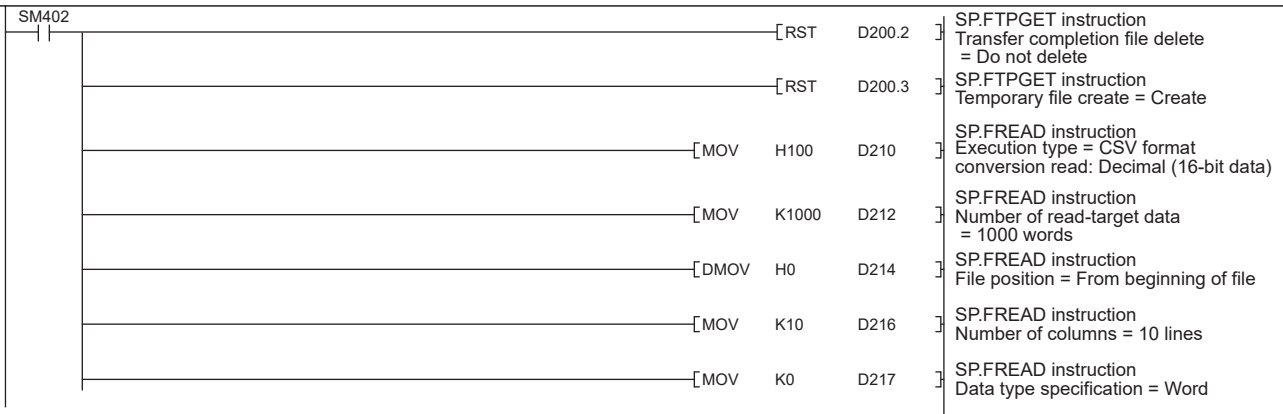 SM402
RST D200.2 SP.FTPGET instruction
Transfer completion file delete
= Do not delete
RST D200.3 SP.FTPGET instruction
Temporary file create = Create
SP.FREAD instruction
MOV H100 D210 Execution type = CSV format
conversion read: Decimal (16-bit data)
SP.FREAD instruction
MOV K1000 D212 Number of read-target data
= 1000 words
SP.FREAD instruction
DMOV H0 D214 File position = From beginning of file
SP.FREAD instruction
MOV K10 D216 Number of columns = 10 lines
SP.FREAD instruction
MOV K0 D217 Data type specification = Word